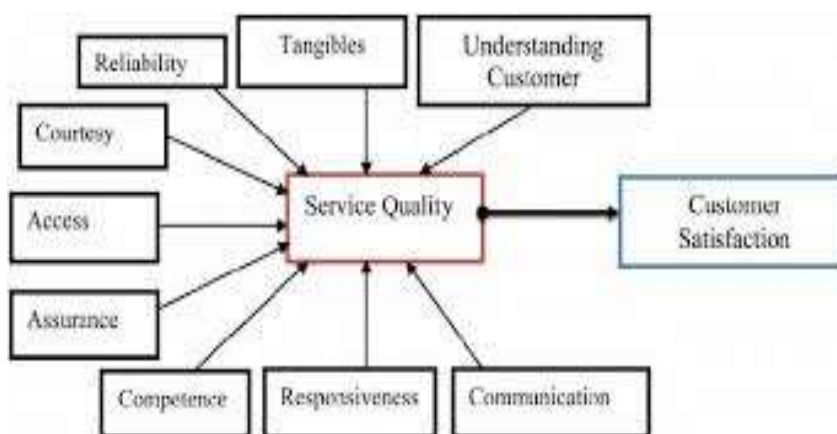 Tangibles
Understanding
Customer
Reliability
Courtesy
Service Quality
Customer
Satisfaction
Access
Assurance
Competence
Responsiveness
Communication